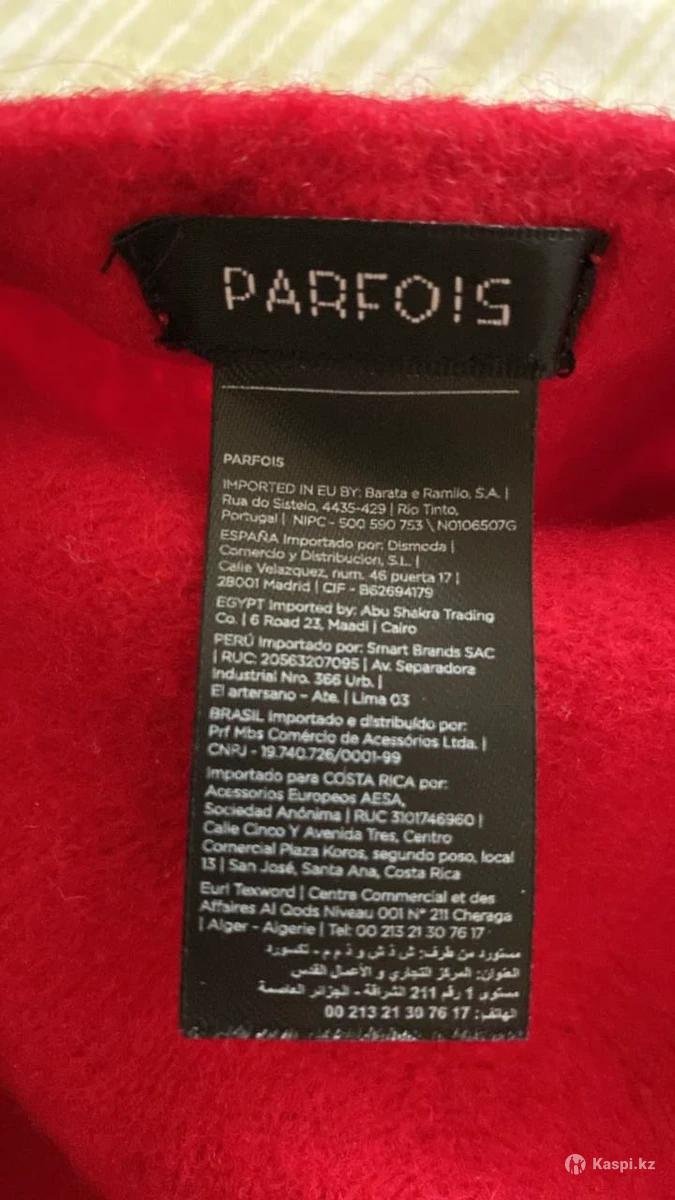 PARFOIS
PARFOIS
IMPORTED IN EU BY: Barata e Ramilo, S.A. |
Rua do Sistelo, 4435-429 | Rio Tinto,
Portugal | NIPC - 500 590 753 \ N0106507G
ESPAÑA Importado por: Dismoda |
Comercio y Distribucion, S.L. |
Calle Velazquez, num. 46 puerta 17 |
28001 Madrid | CIF - B62694179
EGYPT Imported by: Abu Shakra Trading
Co. | 6 Road 23, Maadi | Cairo
PERÚ Importado por: Smart Brands SAC
| RUC: 20563207095 | Av. Separadora
Industrial Nro. 366 Urb. |
El artersano - Ate. | Lima 03
BRASIL Importado e distribuído por:
Prf Mbs Comércio de Acessórios Ltda. |
CNPJ - 19.740.726/0001-99
Importado para COSTA RICA por:
Acessorios Europeos AESA,
Sociedad Anónima | RUC 3101746960 |
Calle Cinco Y Avenida Tres, Centro
Comercial Plaza Koros, segundo poso, local
13 | San José, Santa Ana, Costa Rica
Eurl Texword | Centre Commercial et des
Affaires Al Qods Niveau 001 N° 211 Cheraga
| Alger - Algerie | Tel: 00 213 21 30 76 17
مستورد من طرف: ش ذ ش و ذ م م - تكسورد
العنوان: المركز التجاري و الأعمال القدس
مستوى 1 رقم 211 الشراقة - الجزائر العاصمة
الهاتف: 00 213 21 30 76 17
Kaspi.kz